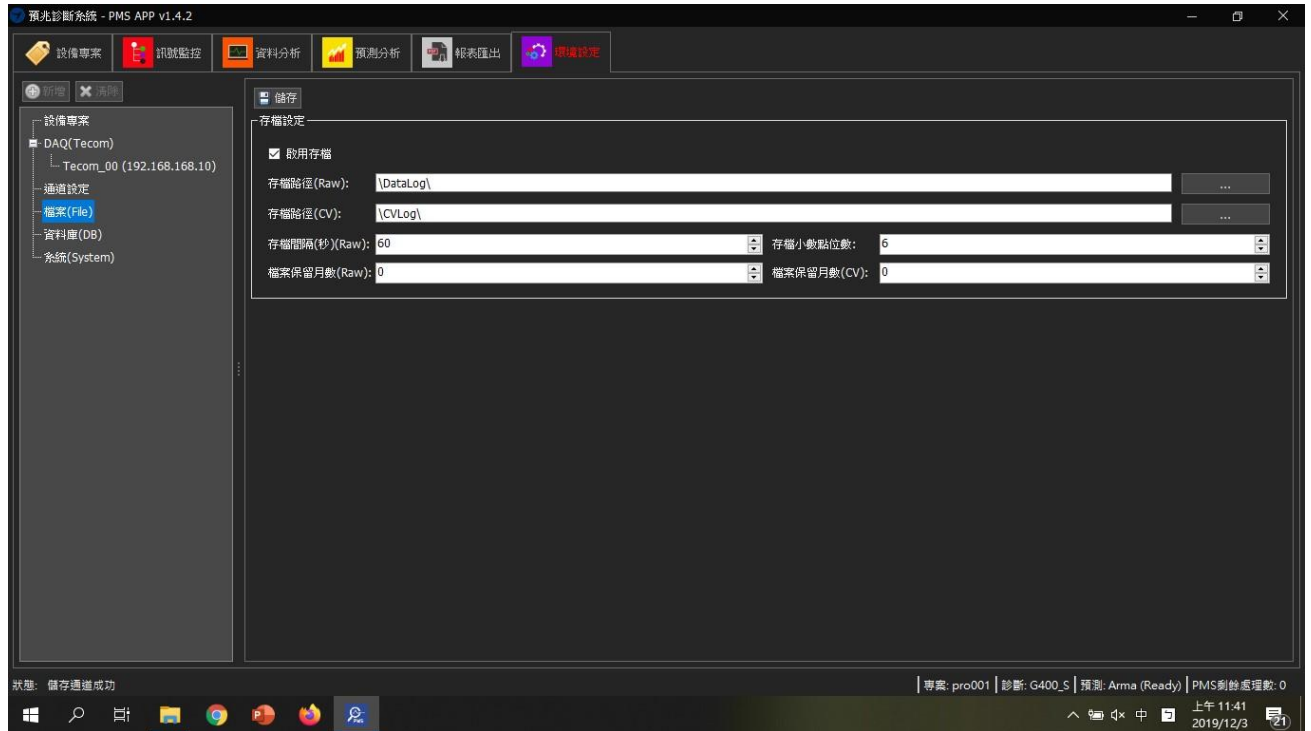 預兆診斷系統 - PMS APP v1.4.2
設備專案 訊號監控 資料分析 預測分析 報表匯出 環境設定
新增 清除
儲存
存檔設定
設備專案
DAQ(Tecom)
Tecom_00 (192.168.168.10)
通道設定
檔案(File)
資料庫(DB)
系統(System)
啟用存檔
存檔路徑(Raw): \DataLog\ ...
存檔路徑(CV): \CVLog\ ...
存檔間隔(秒)(Raw): 60 存檔小數點位數: 6
檔案保留月數(Raw): 0 檔案保留月數(CV): 0
狀態: 儲存通道成功
專案: pro001 診斷: G400_S 預測: Arma (Ready) PMS剩餘處理數: 0
中
上午 11:41
2019/12/3
21